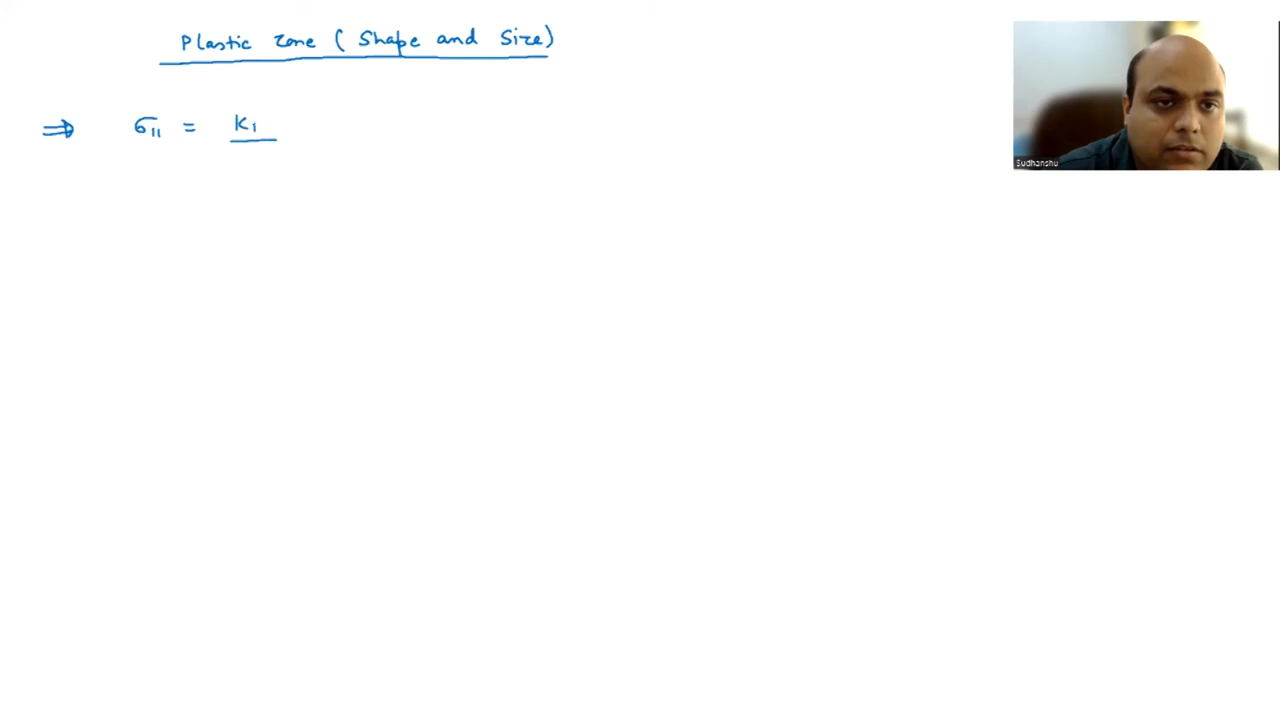 Plastic Zone ( Shape and Size)
⇒ σ11 = K1
Sudhanshu